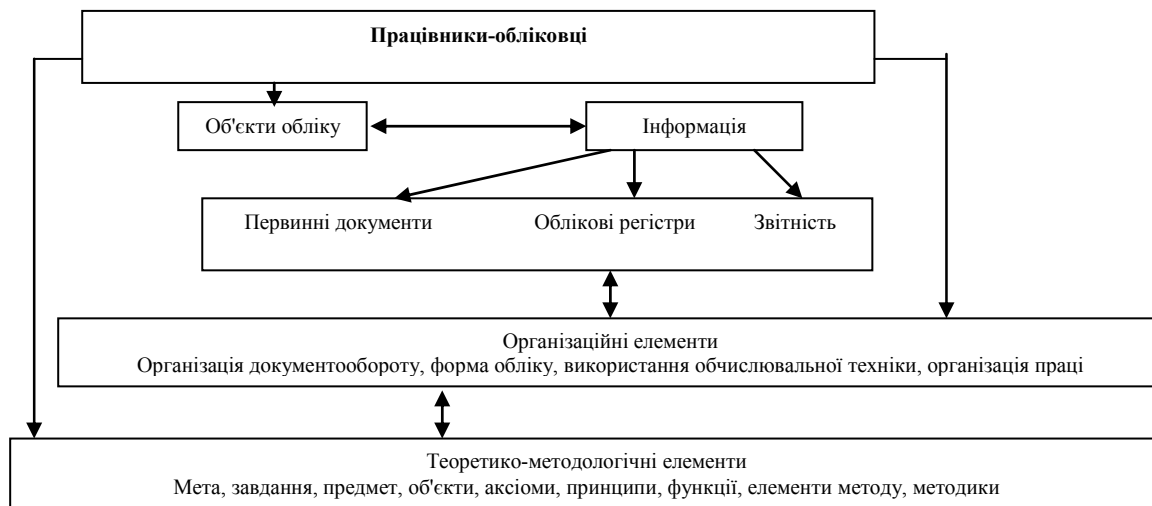 Працівники-обліковці
Об'єкти обліку
Інформація
Первинні документи Облікові регістри Звітність
Організаційні елементи
Організація документообороту, форма обліку, використання обчислювальної техніки, організація праці
Теоретико-методологічні елементи
Мета, завдання, предмет, об'єкти, аксіоми, принципи, функції, елементи методу, методики